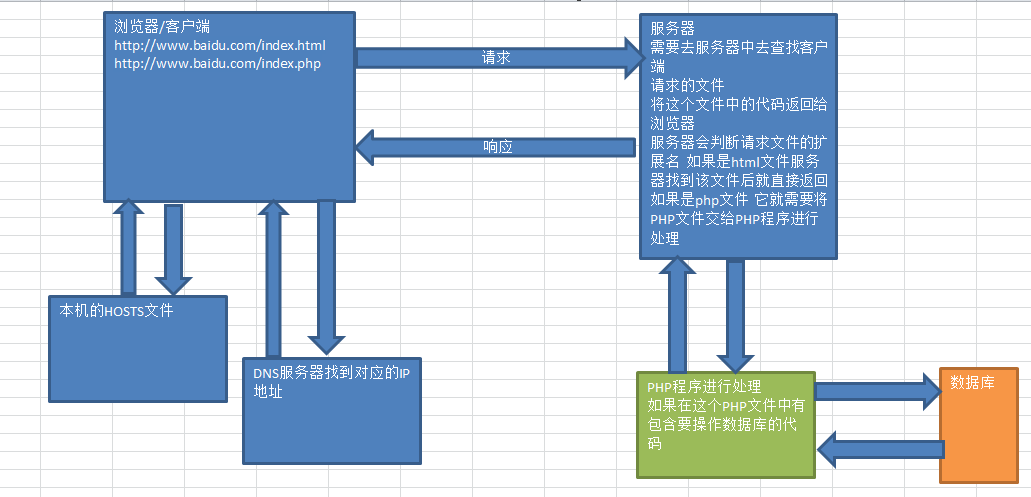 浏览器/客户端
http://www.baidu.com/index.html
http://www.baidu.com/index.php
请求
响应
服务器
需要去服务器中去查找客户
端
请求的文件
将这个文件中的代码返回给
浏览器
服务器会判断请求文件的扩
展名 如果是html文件服务
器找到该文件后就直接返回
如果是php文件 它就需要将
PHP文件交给PHP程序进行
处理
本机的HOSTS文件
DNS服务器找到对应的IP
地址
PHP程序进行处理
如果在这个PHP文件中有
包含要操作数据库的代
码
数据库